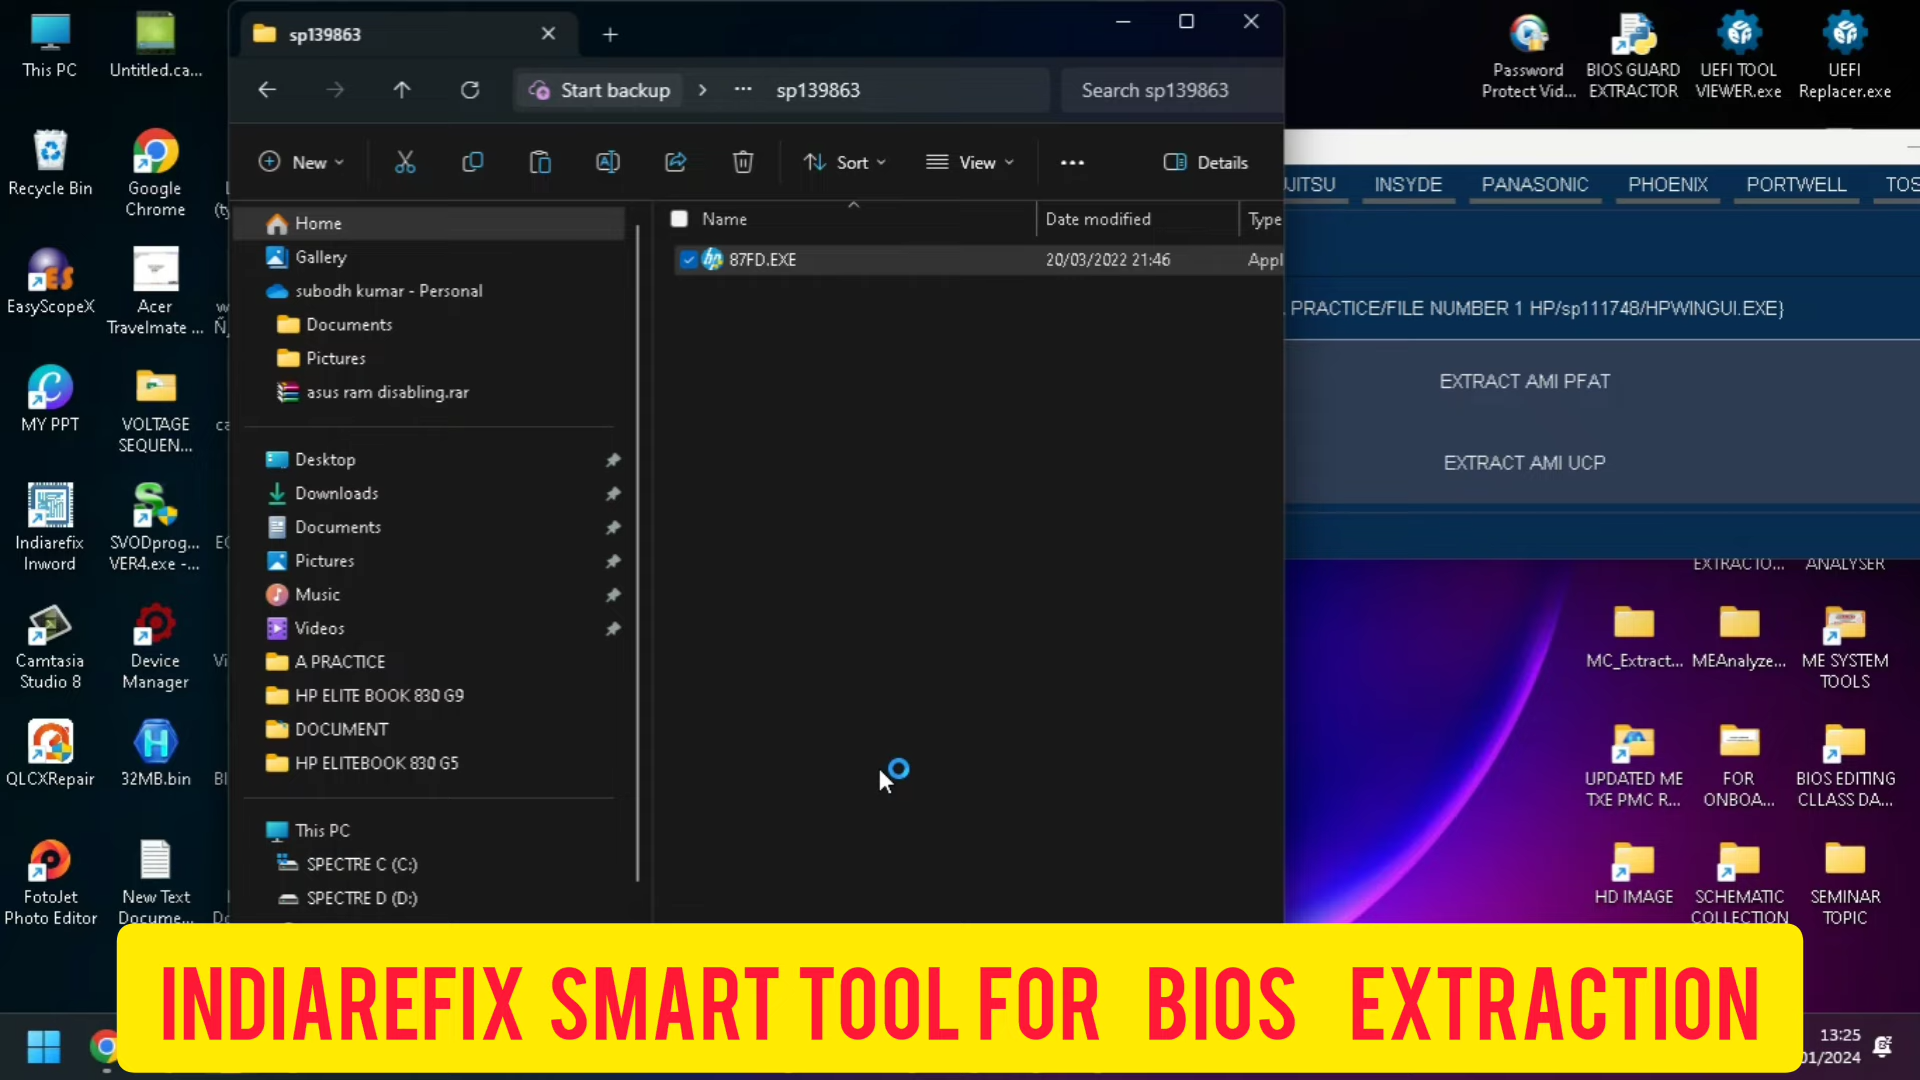 sp139863
Start backup
sp139863
Search sp139863
New
Sort
View
Details
Name
Date modified
Type
87FD.EXE
20/03/2022 21:46
Appl
Home
Gallery
subodh kumar - Personal
Documents
Pictures
asus ram disabling.rar
Desktop
Downloads
Documents
Pictures
Music
Videos
A PRACTICE
HP ELITE BOOK 830 G9
DOCUMENT
HP ELITEBOOK 830 G5
This PC
SPECTRE C (C:)
SPECTRE D (D:)
This PC
Untitled.ca...
Recycle Bin
Google
Chrome
EasyScopeX
Acer
Travelmate ...
MY PPT
VOLTAGE
SEQUEN...
Indiarefix
Inword
SVODprog...
VER4.exe -...
Camtasia
Studio 8
Device
Manager
QLCXRepair
32MB.bin
FotoJet
Photo Editor
New Text
Docume...
Password
Protect Vid...
BIOS GUARD
EXTRACTOR
UEFI TOOL
VIEWER.exe
UEFI
Replacer.exe
JITSU
INSYDE
PANASONIC
PHOENIX
PORTWELL
TOS
PRACTICE/FILE NUMBER 1 HP/sp111748/HPWINGUI.EXE}
EXTRACT AMI PFAT
EXTRACT AMI UCP
EXTRACTO...
ANALYSER
MC_Extract...
MEAnalyze...
ME SYSTEM
TOOLS
UPDATED ME
TXE PMC R...
FOR
ONBOA...
BIOS EDITING
CLLASS DA...
HD IMAGE
SCHEMATIC
COLLECTION
SEMINAR
TOPIC
INDIAREFIX SMART TOOL FOR BIOS EXTRACTION
13:25
01/2024